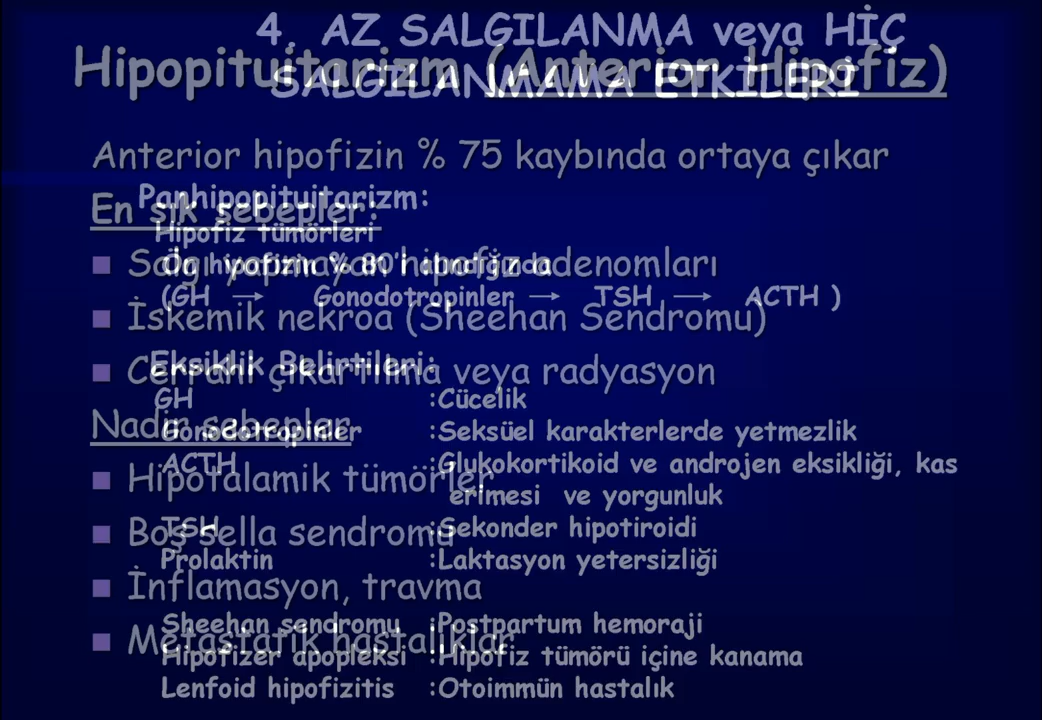 4. AZ SALGILANMA veya HİÇ
SALGILANMAMA ETKİLERİ
Panhipopituitarizm:
Hipofiz tümörleri
Ön hipofizin % 80'i alındığında
(GH → Gonodotropinler → TSH → ACTH )
Eksiklik Belirtileri:
GH :Cücelik
Gonodotropinler :Seksüel karakterlerde yetmezlik
ACTH :Glukokortikoid ve androjen eksikliği, kas
erimesi ve yorgunluk
TSH :Sekonder hipotiroidi
Prolaktin :Laktasyon yetersizliği
Sheehan sendromu :Postpartum hemoraji
Hipofizer apopleksi :Hipofiz tümörü içine kanama
Lenfoid hipofizitis :Otoimmün hastalık
Hipopituitarizm (Anterior Hipofiz)
Anterior hipofizin % 75 kaybında ortaya çıkar
En sık sebepler:
Salgı yapmayan hipofiz adenomları
İskemik nekroa (Sheehan Sendromu)
Cerrahi çıkartılma veya radyasyon
Nadir sebepler
Hipotalamik tümörler
Boş sella sendromu
İnflamasyon, travma
Metastatik hastalıklar